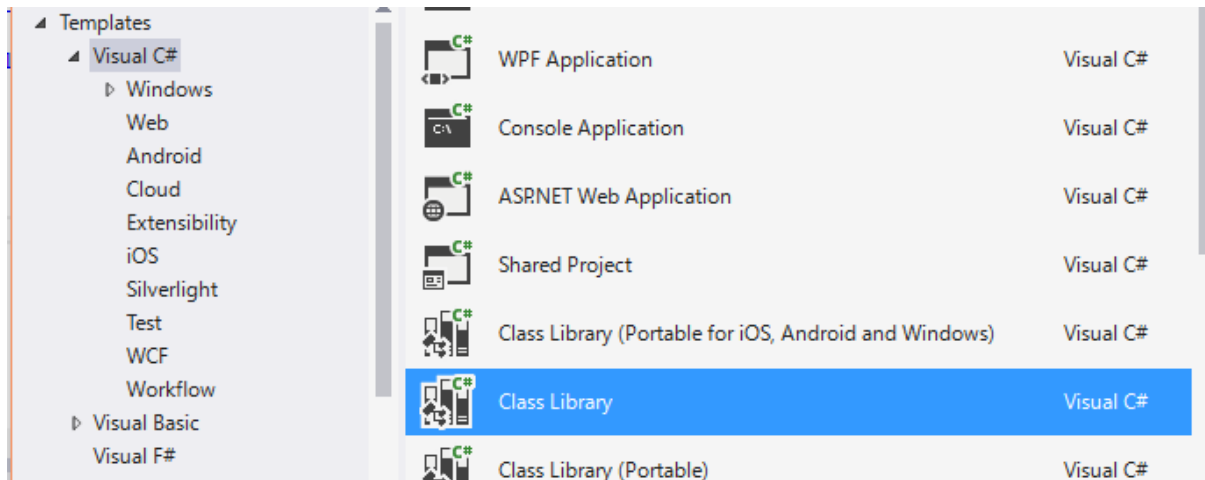 Templates
Visual C#
Windows
Web
Android
Cloud
Extensibility
iOS
Silverlight
Test
WCF
Workflow
Visual Basic
Visual F#
C#
WPF Application Visual C#
C#
C:\
Console Application Visual C#
C#
ASP.NET Web Application Visual C#
C#
Shared Project Visual C#
C#
Class Library (Portable for iOS, Android and Windows) Visual C#
C#
Class Library Visual C#
C#
Class Library (Portable) Visual C#